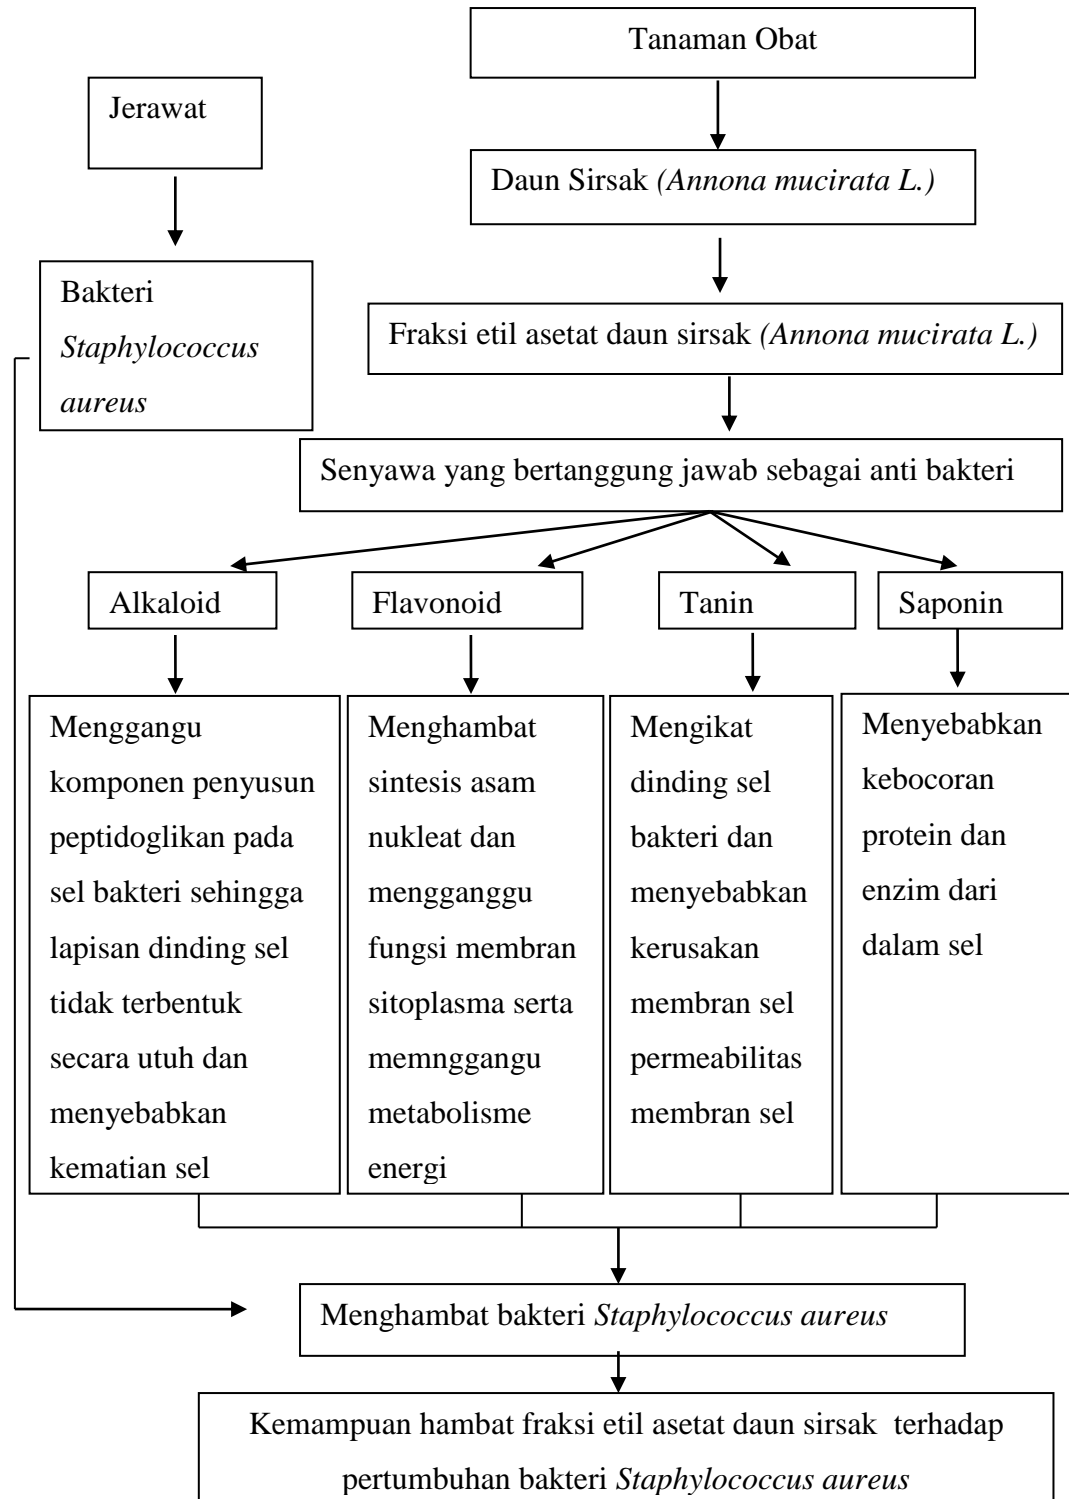 Tanaman Obat
Jerawat
Daun Sirsak (Annona mucirata L.)
Bakteri
Staphylococcus
aureus
Fraksi etil asetat daun sirsak (Annona mucirata L.)
Senyawa yang bertanggung jawab sebagai anti bakteri
Alkaloid
Flavonoid
Tanin
Saponin
Menggangu
komponen penyusun
peptidoglikan pada
sel bakteri sehingga
lapisan dinding sel
tidak terbentuk
secara utuh dan
menyebabkan
kematian sel
Menghambat
sintesis asam
nukleat dan
mengganggu
fungsi membran
sitoplasma serta
memnggangu
metabolisme
energi
Mengikat
dinding sel
bakteri dan
menyebabkan
kerusakan
membran sel
permeabilitas
membran sel
Menyebabkan
kebocoran
protein dan
enzim dari
dalam sel
Menghambat bakteri Staphylococcus aureus
Kemampuan hambat fraksi etil asetat daun sirsak terhadap
pertumbuhan bakteri Staphylococcus aureus